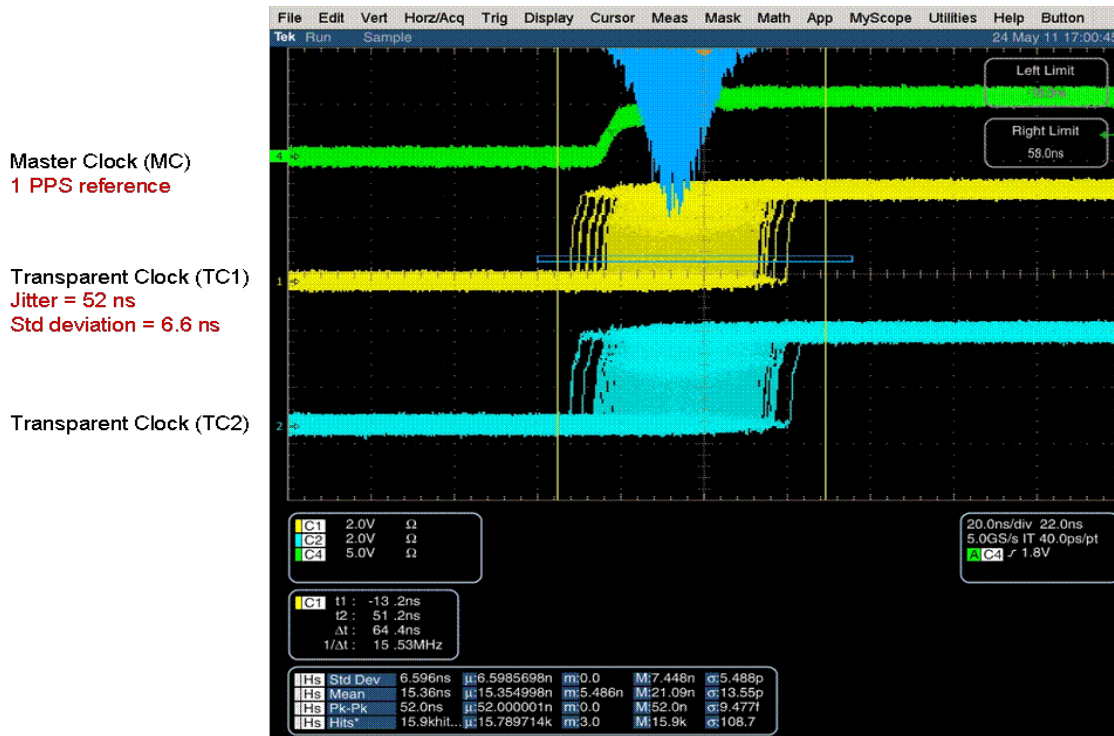 File Edit Vert Horz/Acq Trig Display Cursor Meas Mask Math App MyScope Utilities Help Button
Tek Run Sample 24 May 11 17:00:45
Left Limit
Right Limit
58.0ns
4
Master Clock (MC)
1 PPS reference
1
Transparent Clock (TC1)
Jitter = 52 ns
Std deviation = 6.6 ns
2
Transparent Clock (TC2)
C1 2.0V Ω
C2 2.0V Ω
C4 5.0V Ω
20.0ns/div 22.0ns
5.0GS/s IT 40.0ps/pt
A C4 ∫ 1.8V
C1 t1 : -13 .2ns
t2 : 51 .2ns
Δt : 64 .4ns
1/Δt : 15 .53MHz
Hs Std Dev 6.596ns μ:6.5985698n m:0.0 M:7.448n σ:5.488p
Hs Mean 15.36ns μ:15.354998n m:5.486n M:21.09n σ:13.55p
Hs Pk-Pk 52.0ns μ:52.000001n m:0.0 M:52.0n σ:9.477f
Hs Hits* 15.9khit... μ:15.789714k m:3.0 M:15.9k σ:108.7